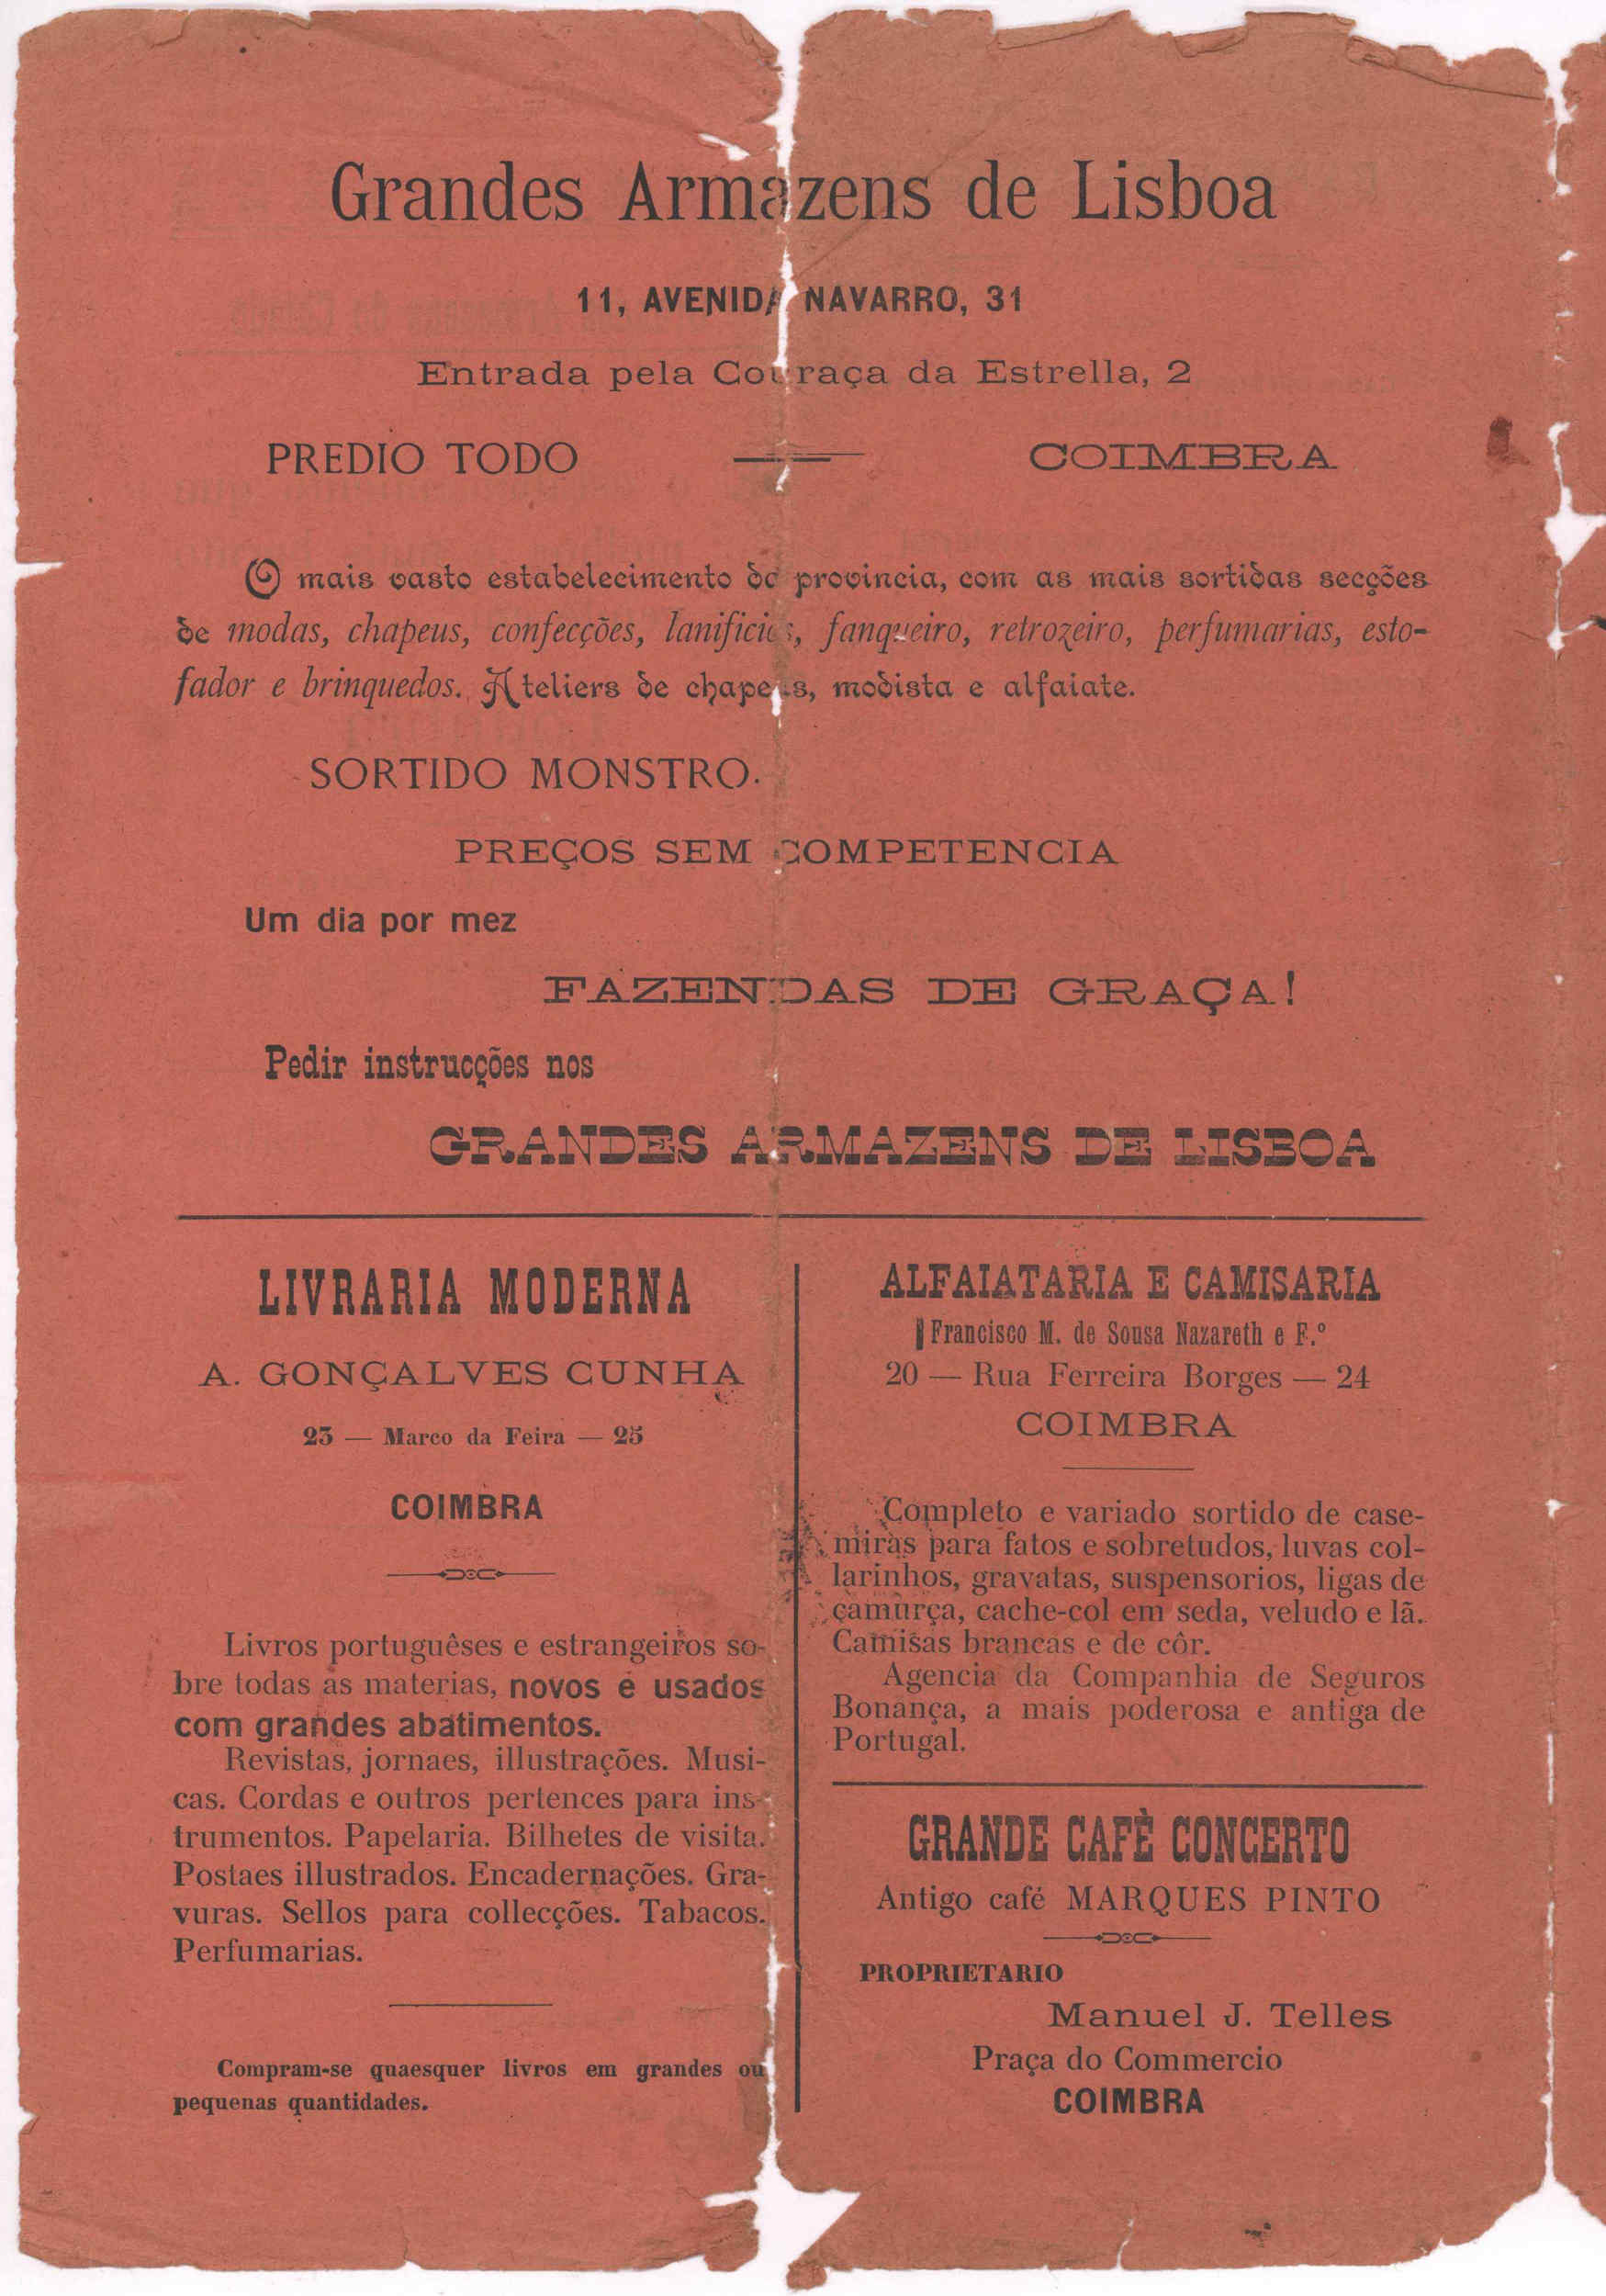 Grandes Armazens de Lisboa
11, AVENIDA NAVARRO, 31
Entrada pela Couraça da Estrella, 2
PREDIO TODO
COIMBRA
O mais vasto estabelecimento da provincia, com as mais sortidas secções
de modas, chapeus, confecções, lanificios, fanqueiro, retrozeiro, perfumarias, esto-
fador e brinquedos. Ateliers de chapeus, modista e alfaiate.
SORTIDO MONSTRO.
PREÇOS SEM COMPETENCIA
Um dia por mez
FAZENDAS DE GRAÇA!
Pedir instrucções nos
GRANDES ARMAZENS DE LISBOA
LIVRARIA MODERNA
A. GONÇALVES CUNHA
23 — Marco da Feira — 25
COIMBRA
Livros portuguêses e estrangeiros so-
bre todas as materias, novos e usados
com grandes abatimentos.
Revistas, jornaes, illustrações. Musi-
cas. Cordas e outros pertences para ins-
trumentos. Papelaria. Bilhetes de visita.
Postaes illustrados. Encadernações. Gra-
vuras. Sellos para collecções. Tabacos.
Perfumarias.
Compram-se quaesquer livros em grandes ou
pequenas quantidades.
ALFAIATARIA E CAMISARIA
Francisco M. de Sousa Nazareth e F.º
20 — Rua Ferreira Borges — 24
COIMBRA
Completo e variado sortido de case-
miras para fatos e sobretudos, luvas col-
larinhos, gravatas, suspensorios, ligas de
camurça, cache-col em seda, veludo e lã.
Camisas brancas e de côr.
Agencia da Companhia de Seguros
Bonança, a mais poderosa e antiga de
Portugal.
GRANDE CAFÈ CONCERTO
Antigo café MARQUES PINTO
PROPRIETARIO
Manuel J. Telles
Praça do Commercio
COIMBRA